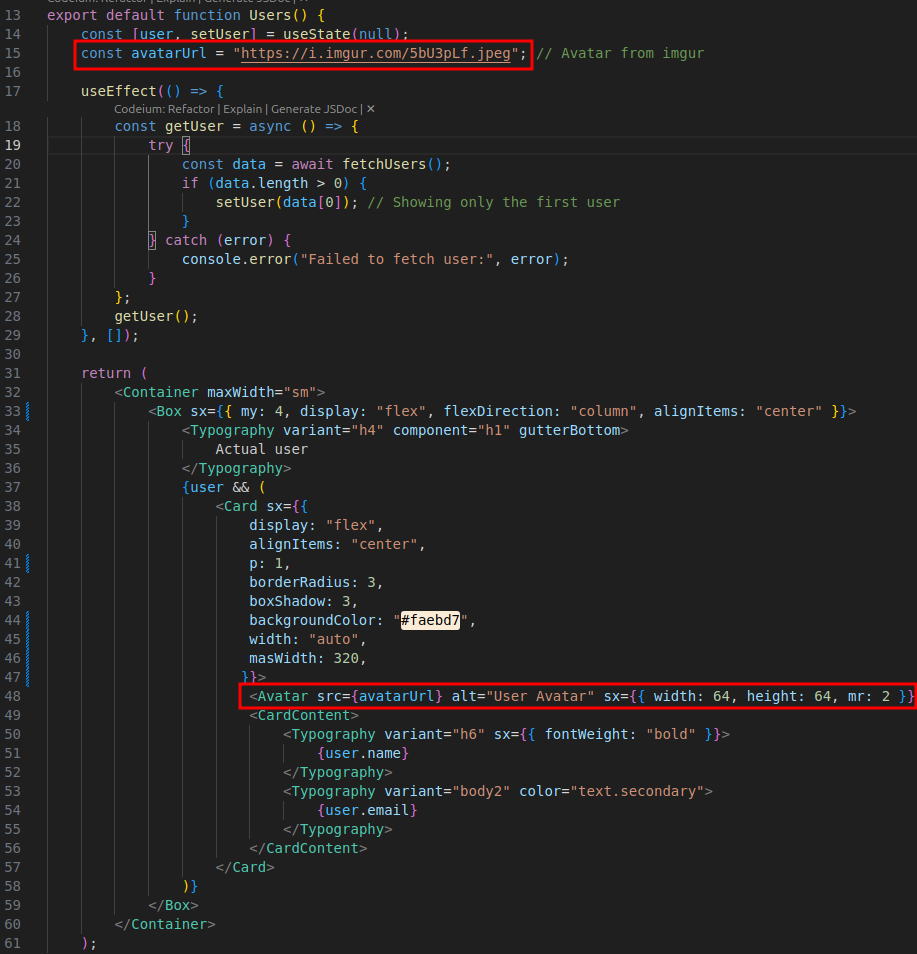 Codeium: Refactor | Explain | Generate JSDoc | ×
13 export default function Users() {
14 const [user, setUser] = useState(null);
15 const avatarUrl = "https://i.imgur.com/5bU3pLf.jpeg"; // Avatar from imgur
16
17 useEffect(() => {
Codeium: Refactor | Explain | Generate JSDoc | ×
18 const getUser = async () => {
19 try {
20 const data = await fetchUsers();
21 if (data.length > 0) {
22 setUser(data[0]); // Showing only the first user
23 }
24 } catch (error) {
25 console.error("Failed to fetch user:", error);
26 }
27 };
28 getUser();
29 }, []);
30
31 return (
32 <Container maxWidth="sm">
33 <Box sx={{ my: 4, display: "flex", flexDirection: "column", alignItems: "center" }}>
34 <Typography variant="h4" component="h1" gutterBottom>
35 Actual user
36 </Typography>
37 {user && (
38 <Card sx={{
39 display: "flex",
40 alignItems: "center",
41 p: 1,
42 borderRadius: 3,
43 boxShadow: 3,
44 backgroundColor: "#faebd7",
45 width: "auto",
46 masWidth: 320,
47 }}>
48 <Avatar src={avatarUrl} alt="User Avatar" sx={{ width: 64, height: 64, mr: 2 }}
49 <CardContent>
50 <Typography variant="h6" sx={{ fontWeight: "bold" }}>
51 {user.name}
52 </Typography>
53 <Typography variant="body2" color="text.secondary">
54 {user.email}
55 </Typography>
56 </CardContent>
57 </Card>
58 )}
59 </Box>
60 </Container>
61 );